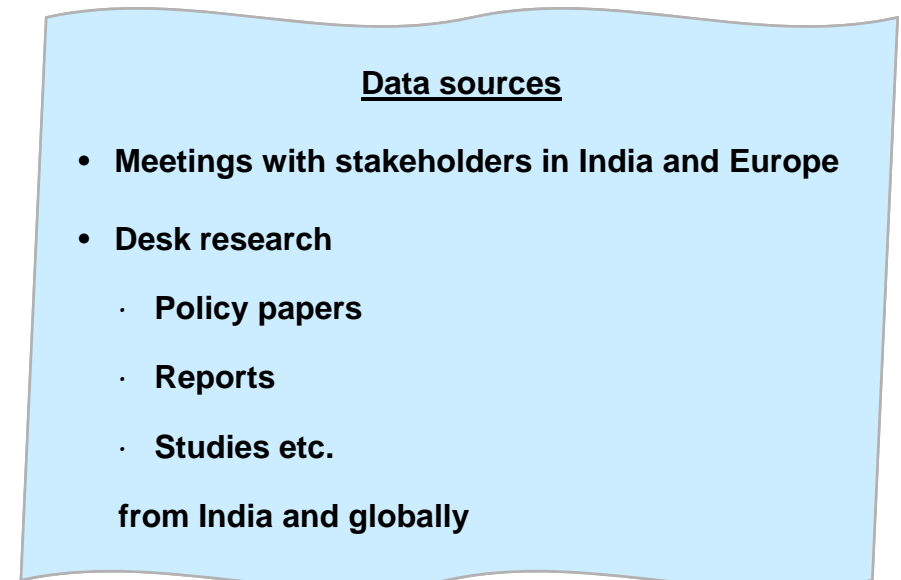 Data sources
• Meetings with stakeholders in India and Europe
• Desk research
· Policy papers
· Reports
· Studies etc.
from India and globally